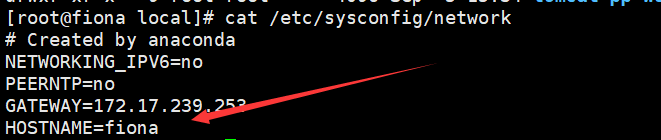 [root@fiona local]# cat /etc/sysconfig/network
# Created by anaconda
NETWORKING_IPV6=no
PEERNTP=no
GATEWAY=172.17.239.253
HOSTNAME=fiona